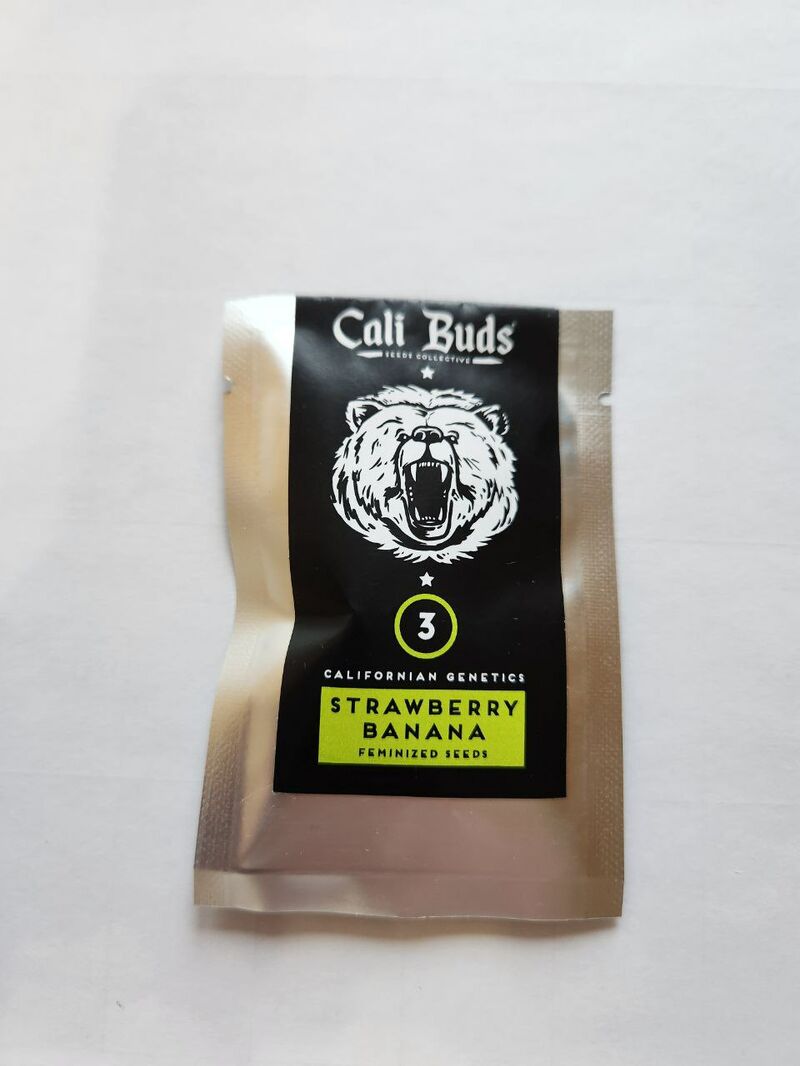 Cali Buds
SEEDS COLLECTIVE
3
CALIFORNIAN GENETICS
STRAWBERRY
BANANA
FEMINIZED SEEDS